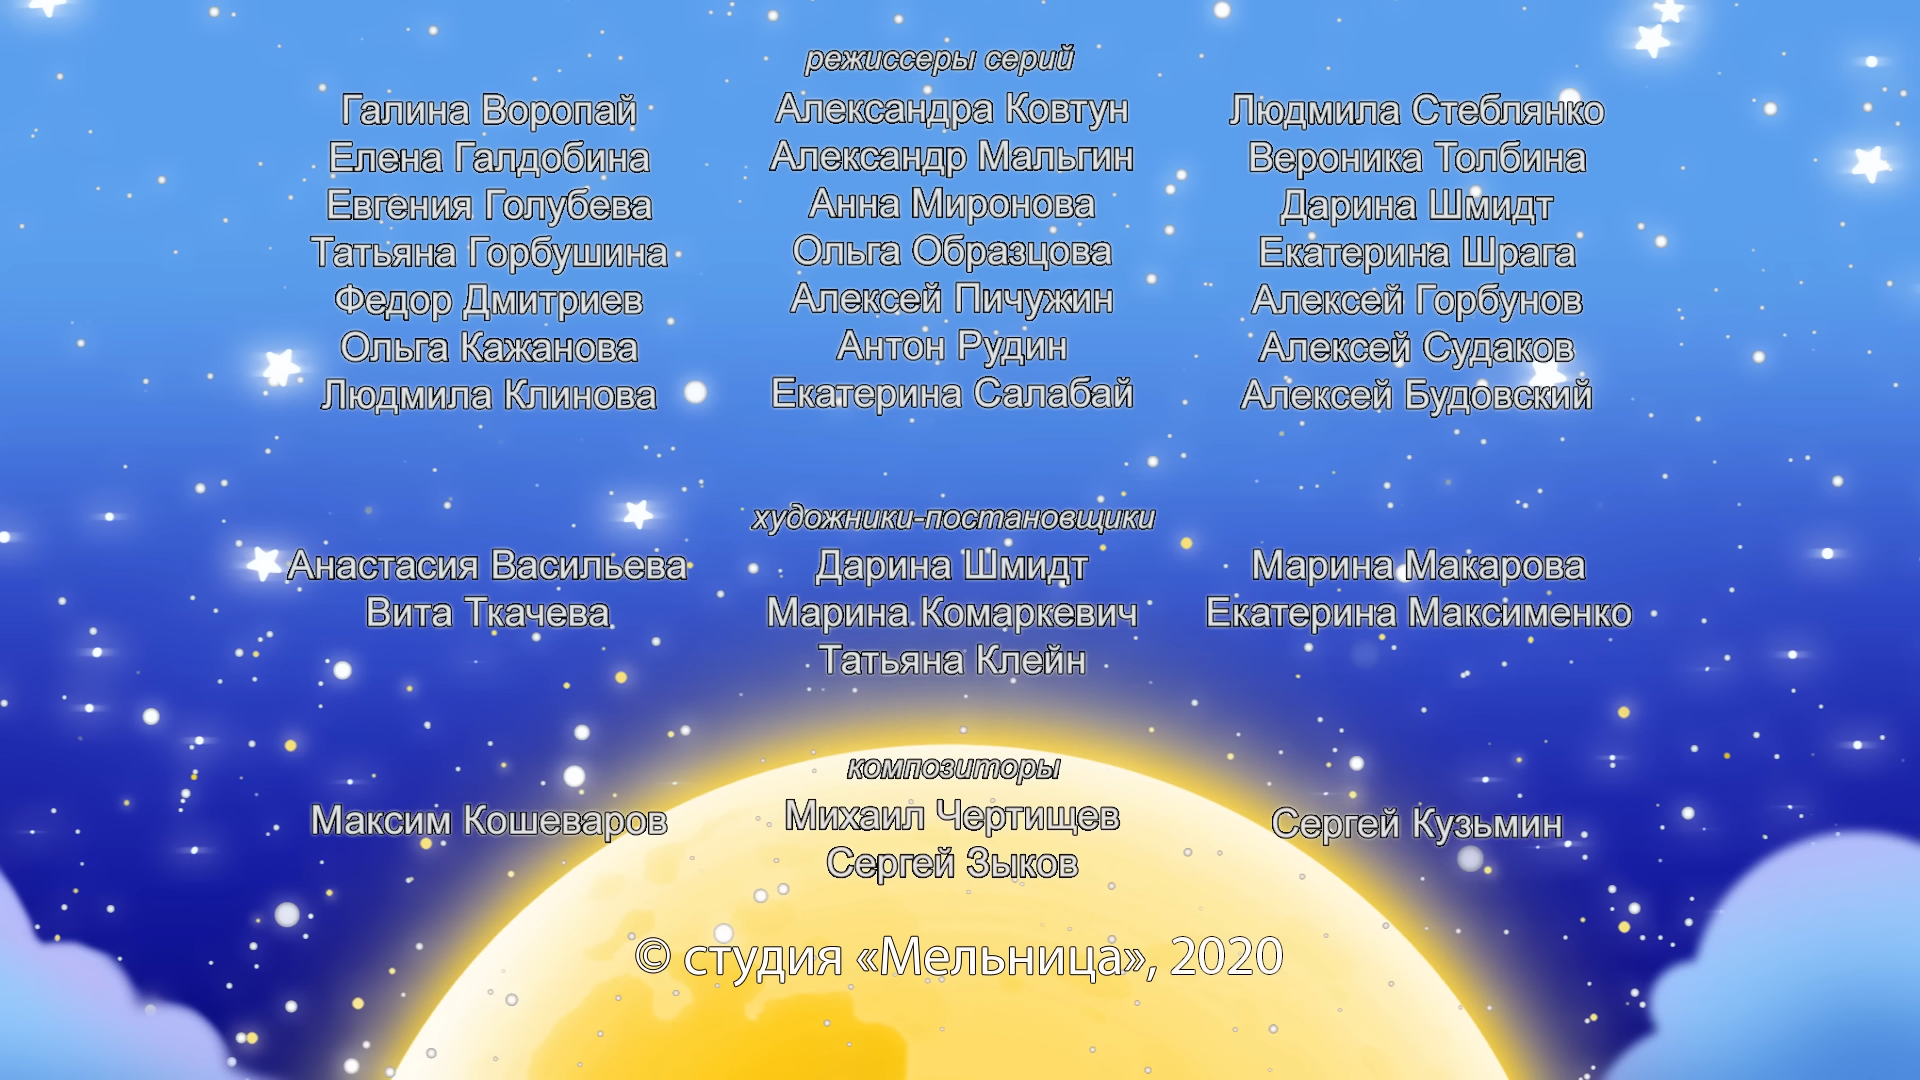 режиссеры серий
Галина Воропай
Елена Галдобина
Евгения Голубева
Татьяна Горбушина
Федор Дмитриев
Ольга Кажанова
Людмила Клинова
Александра Ковтун
Александр Мальгин
Анна Миронова
Ольга Образцова
Алексей Пичужин
Антон Рудин
Екатерина Салабай
Людмила Стеблянко
Вероника Толбина
Дарина Шмидт
Екатерина Шрага
Алексей Горбунов
Алексей Судаков
Алексей Будовский
художники-постановщики
Анастасия Васильева
Вита Ткачева
Дарина Шмидт
Марина Комаркевич
Татьяна Клейн
Марина Макарова
Екатерина Максименко
композиторы
Максим Кошеваров
Михаил Чертищев
Сергей Зыков
Сергей Кузьмин
© студия «Мельница», 2020